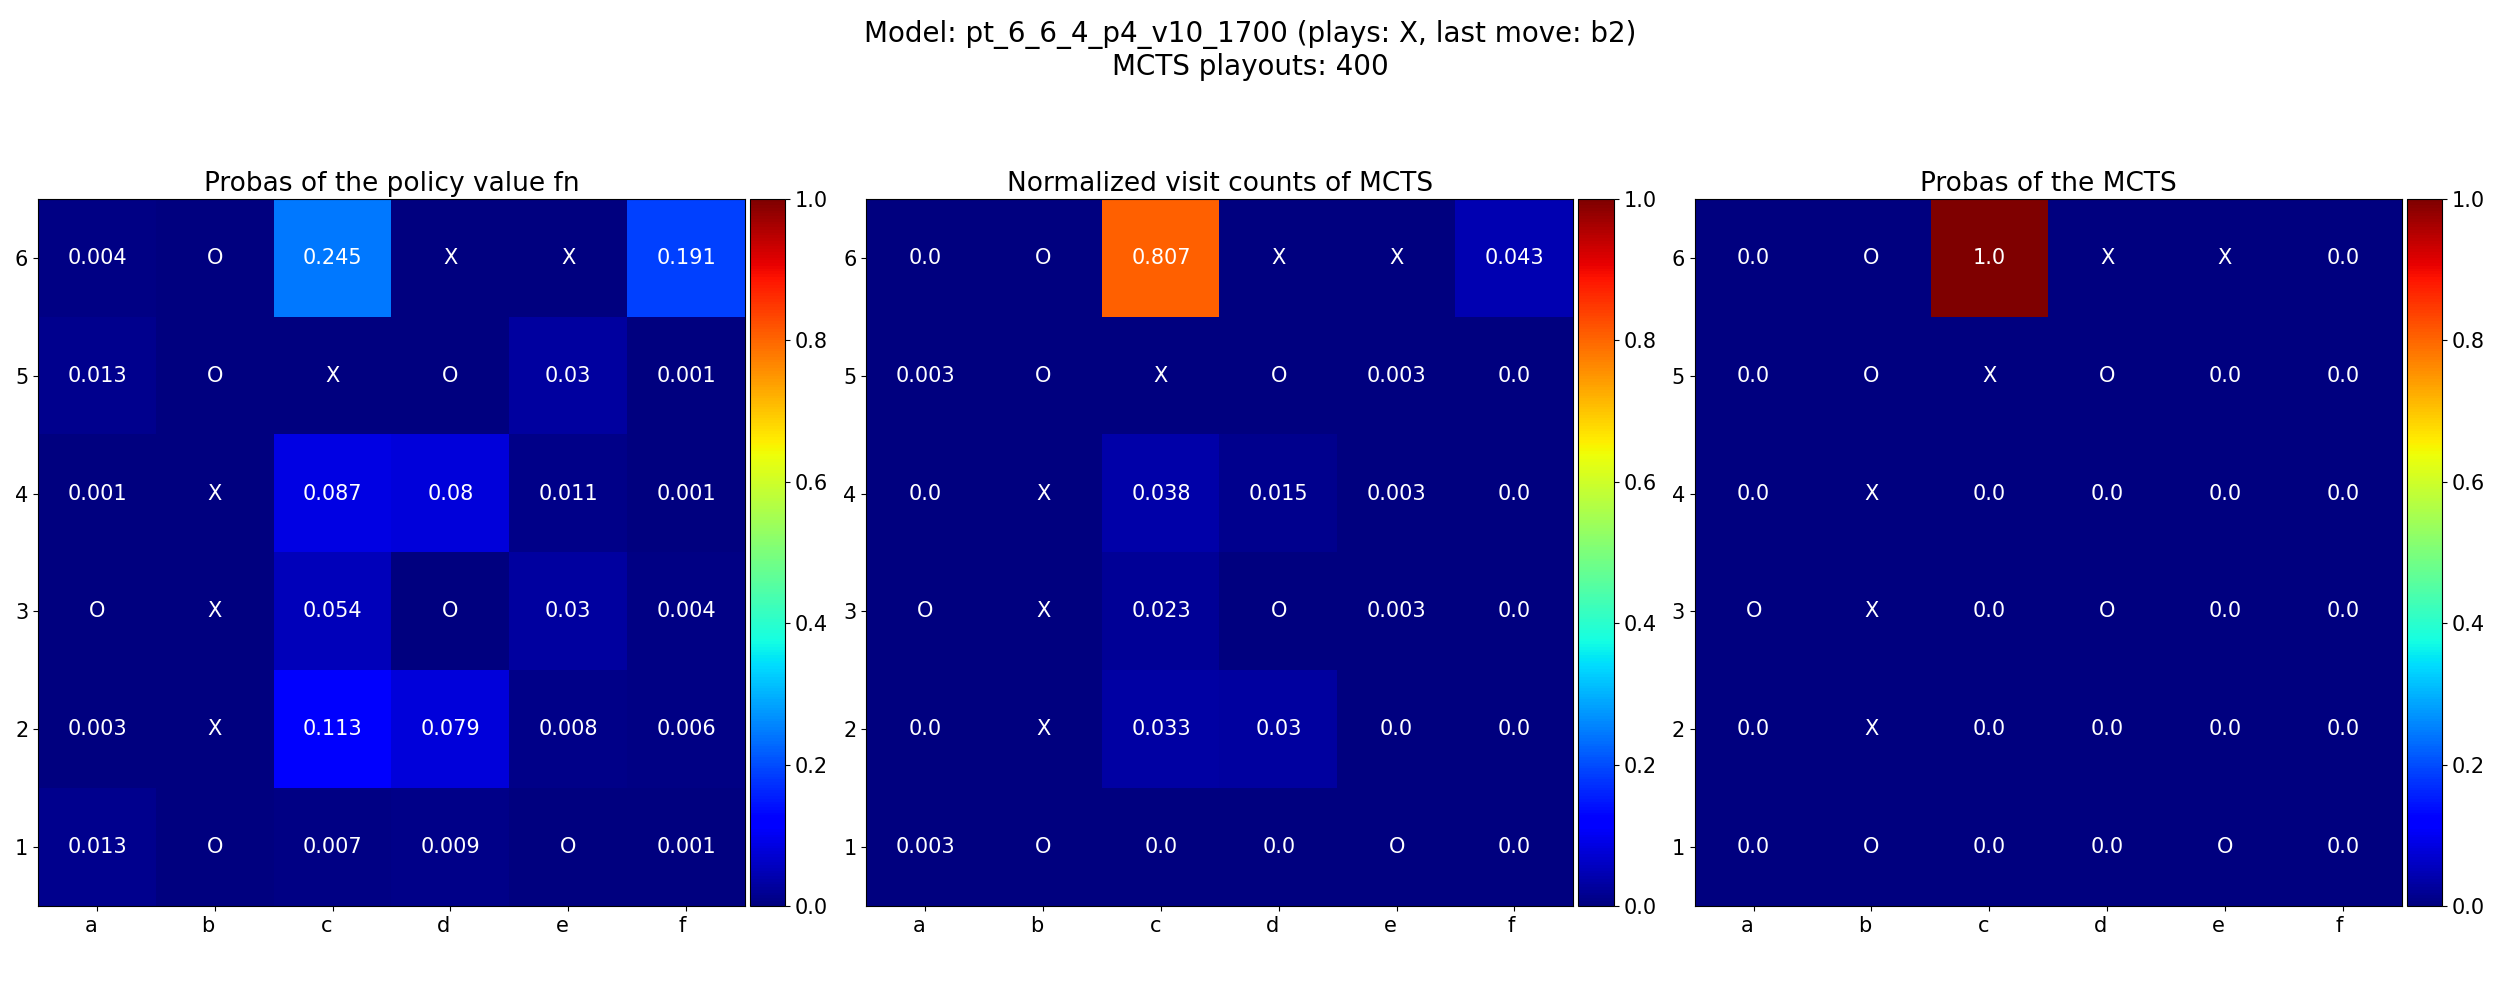 Model: pt_6_6_4_p4_v10_1700 (plays: X, last move: b2)
MCTS playouts: 400
Probas of the policy value fn
6 0.004 O 0.245 X X 0.191
5 0.013 O X O 0.03 0.001
4 0.001 X 0.087 0.08 0.011 0.001
3 O X 0.054 O 0.03 0.004
2 0.003 X 0.113 0.079 0.008 0.006
1 0.013 O 0.007 0.009 O 0.001
a b c d e f
1.0
0.8
0.6
0.4
0.2
0.0
Normalized visit counts of MCTS
6 0.0 O 0.807 X X 0.043
5 0.003 O X O 0.003 0.0
4 0.0 X 0.038 0.015 0.003 0.0
3 O X 0.023 O 0.003 0.0
2 0.0 X 0.033 0.03 0.0 0.0
1 0.003 O 0.0 0.0 O 0.0
a b c d e f
1.0
0.8
0.6
0.4
0.2
0.0
Probas of the MCTS
6 0.0 O 1.0 X X 0.0
5 0.0 O X O 0.0 0.0
4 0.0 X 0.0 0.0 0.0 0.0
3 O X 0.0 O 0.0 0.0
2 0.0 X 0.0 0.0 0.0 0.0
1 0.0 O 0.0 0.0 O 0.0
a b c d e f
1.0
0.8
0.6
0.4
0.2
0.0